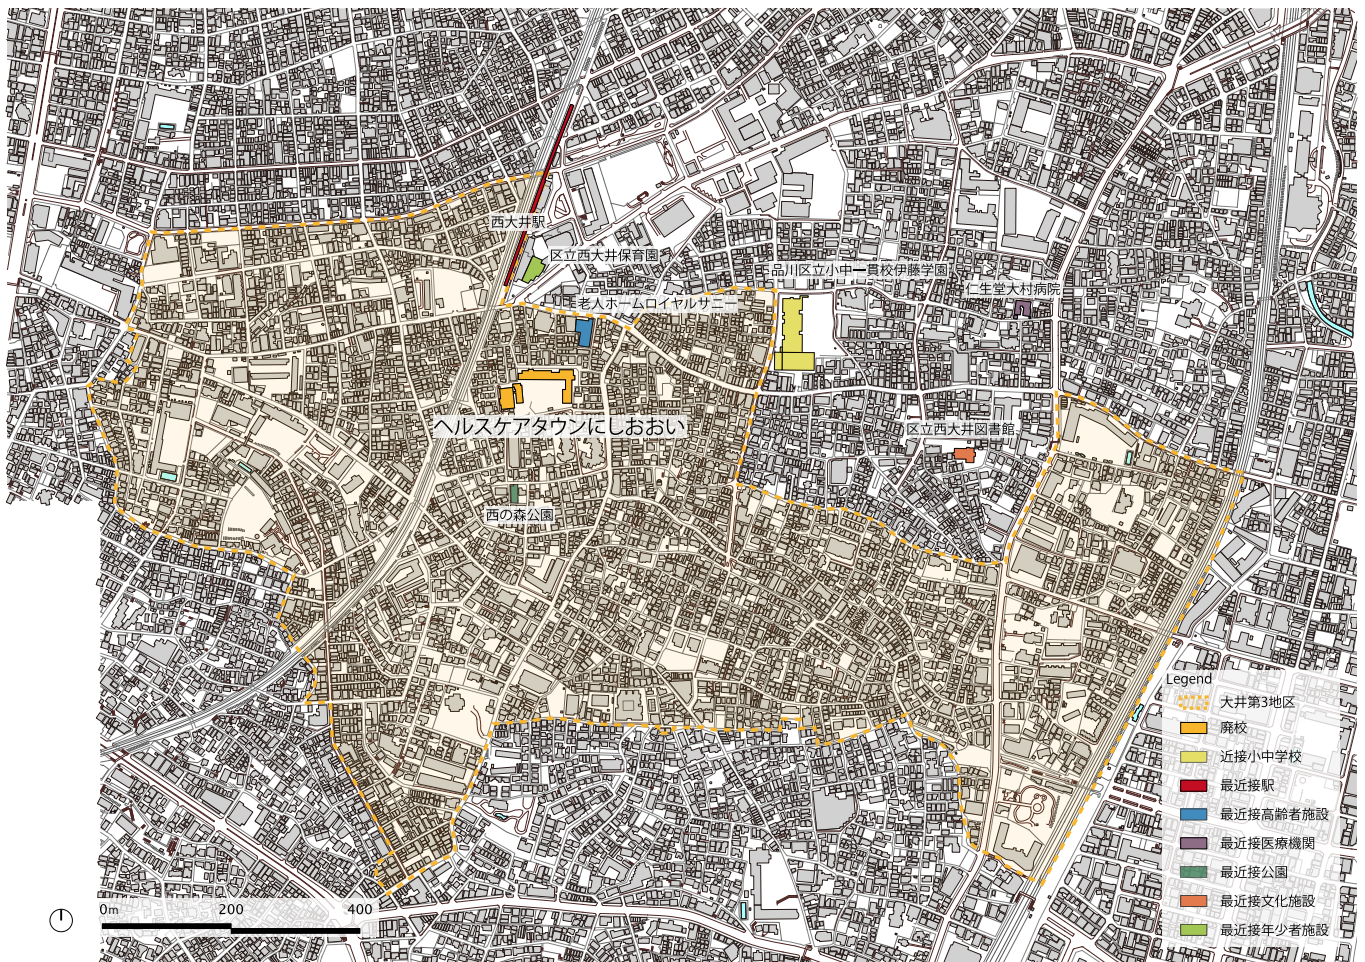 西大井駅
区立西大井保育園
品川区立小中一貫校伊藤学園
仁生堂大村病院
老人ホームロイヤルサニー
ヘルスケアタウンにしおおい
区立西大井図書館
西の森公園
Legend
大井第3地区
廃校
近接小中学校
最近接駅
最近接高齢者施設
最近接医療機関
最近接公園
最近接文化施設
最近接年少者施設
0m 200 400